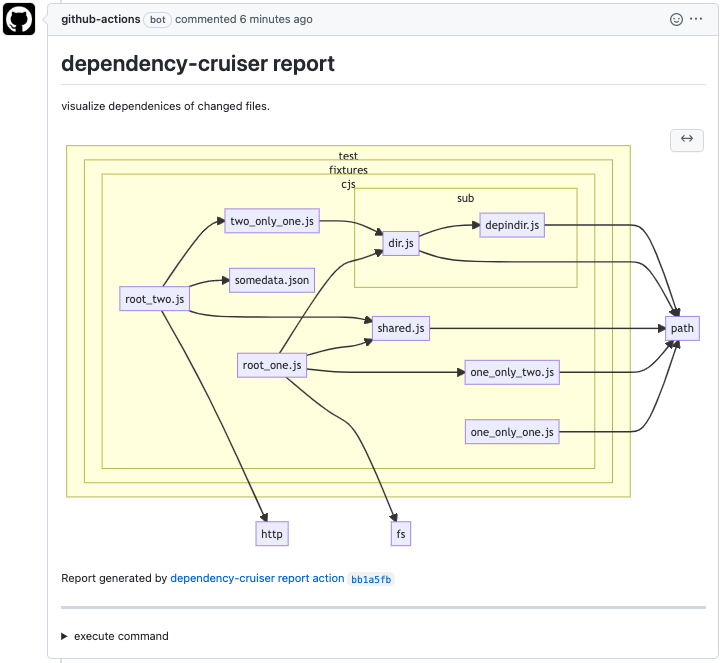 github-actions bot commented 6 minutes ago
dependency-cruiser report
visualize dependenices of changed files.
test
fixtures
cjs
sub
two_only_one.js
depindir.js
dir.js
somedata.json
root_two.js
shared.js
path
root_one.js
one_only_two.js
one_only_one.js
http
fs
Report generated by dependency-cruiser report action bb1a5fb
execute command